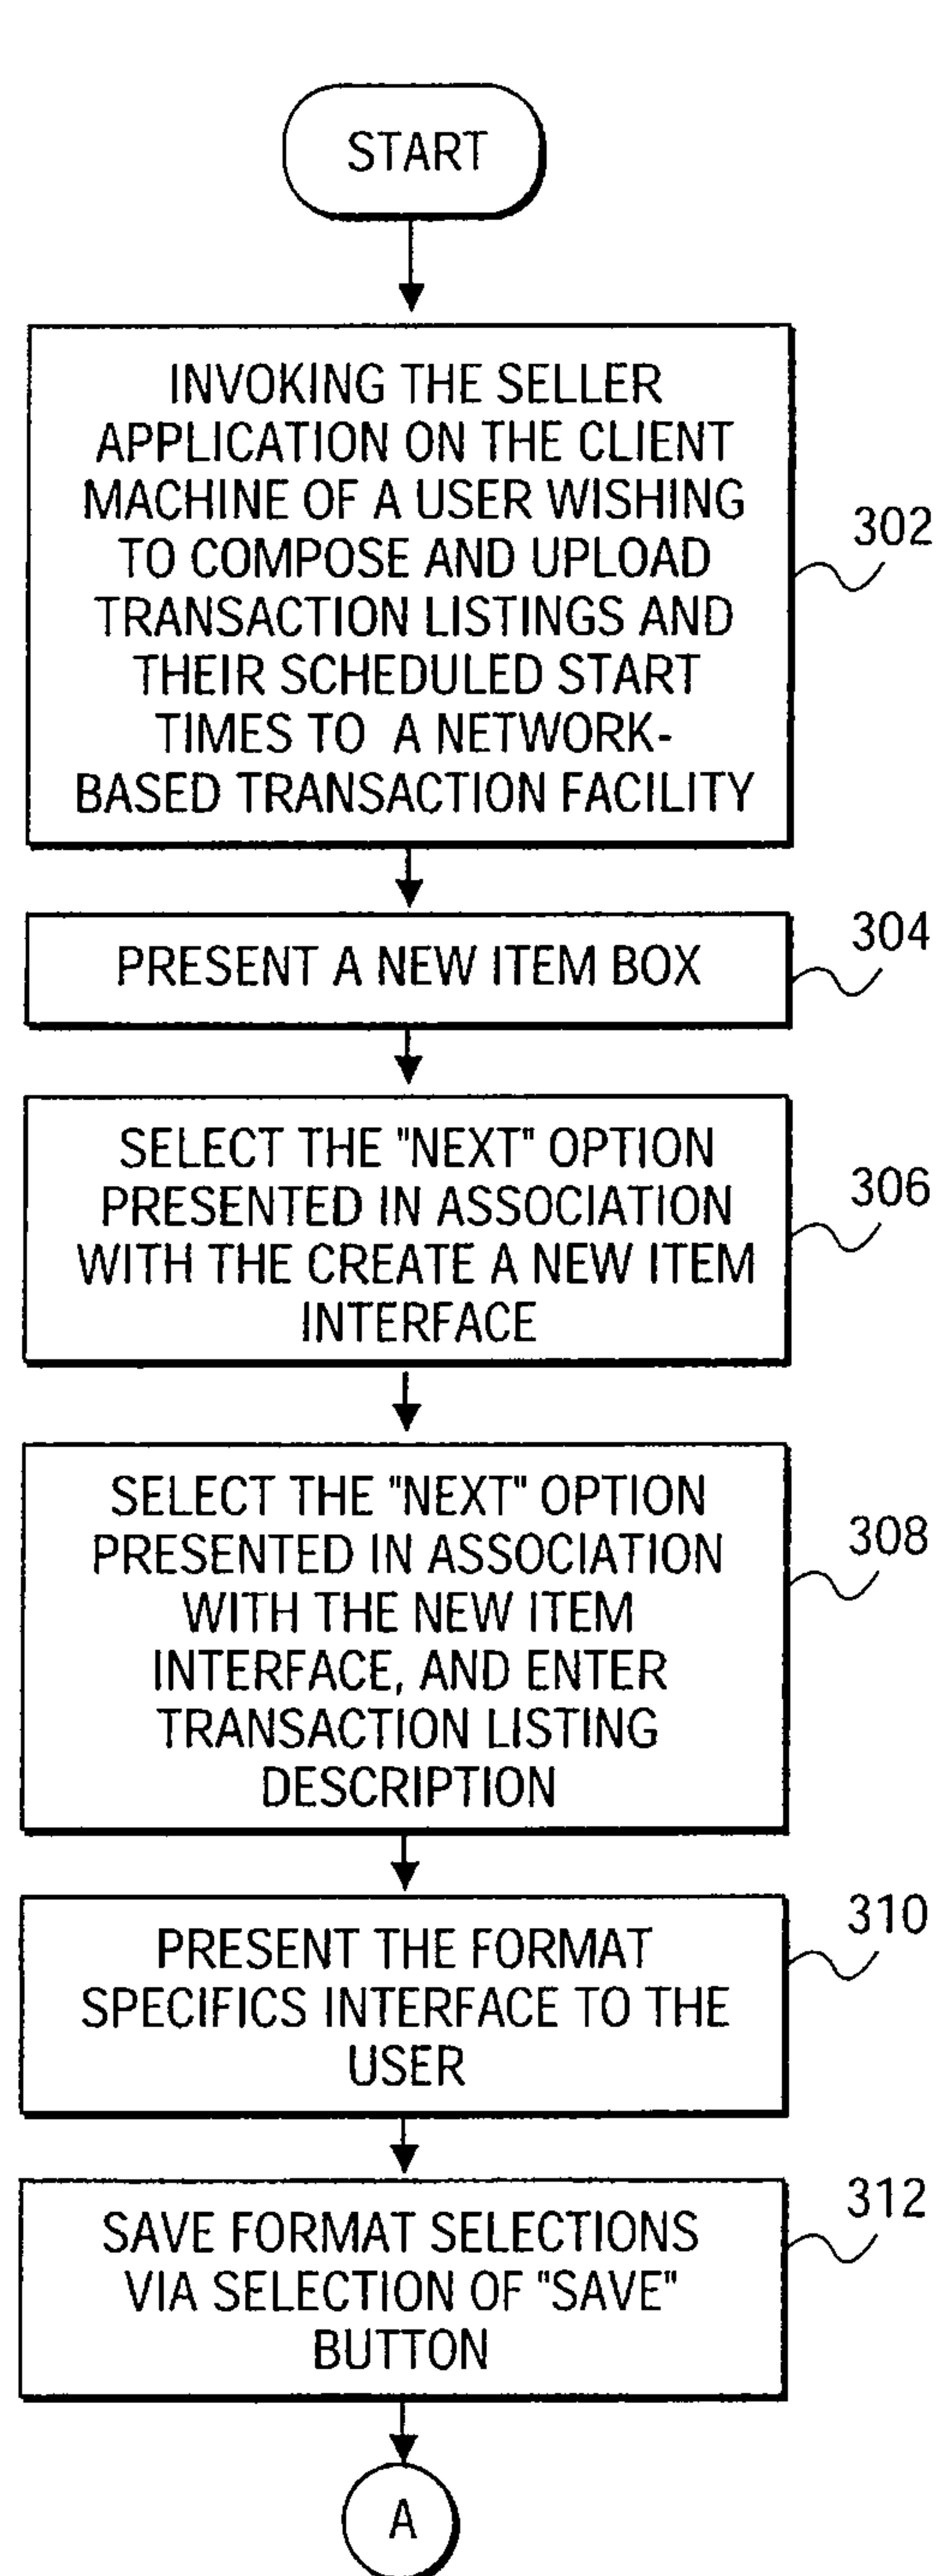 START
INVOKING THE SELLER
APPLICATION ON THE CLIENT
MACHINE OF A USER WISHING
TO COMPOSE AND UPLOAD
TRANSACTION LISTINGS AND
THEIR SCHEDULED START
TIMES TO A NETWORK-
BASED TRANSACTION FACILITY
302
PRESENT A NEW ITEM BOX
304
SELECT THE "NEXT" OPTION
PRESENTED IN ASSOCIATION
WITH THE CREATE A NEW ITEM
INTERFACE
306
SELECT THE "NEXT" OPTION
PRESENTED IN ASSOCIATION
WITH THE NEW ITEM
INTERFACE, AND ENTER
TRANSACTION LISTING
DESCRIPTION
308
PRESENT THE FORMAT
SPECIFICS INTERFACE TO THE
USER
310
SAVE FORMAT SELECTIONS
VIA SELECTION OF "SAVE"
BUTTON
312
A